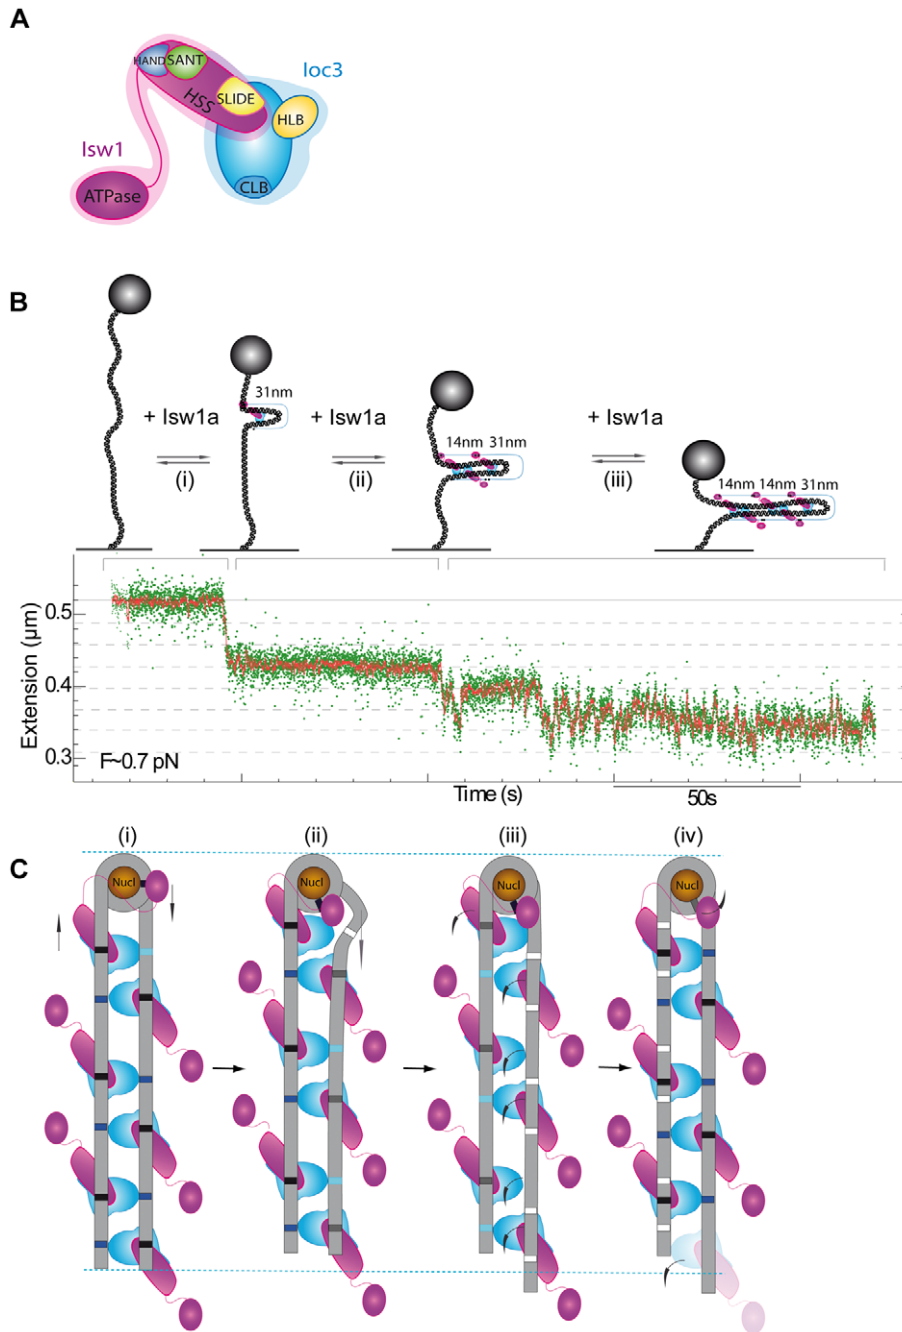 A
HAND
SANT
HSS
SLIDE
Ioc3
HLB
CLB
Isw1
ATPase
B
31nm
+ Isw1a
(i)
+ Isw1a
(ii)
14nm 31nm
+ Isw1a
(iii)
14nm 14nm 31nm
Extension (µm)
0.5
0.4
0.3
F~0.7 pN
Time (s)
50s
C
(i)
(ii)
(iii)
(iv)
Nucl
Nucl
Nucl
Nucl